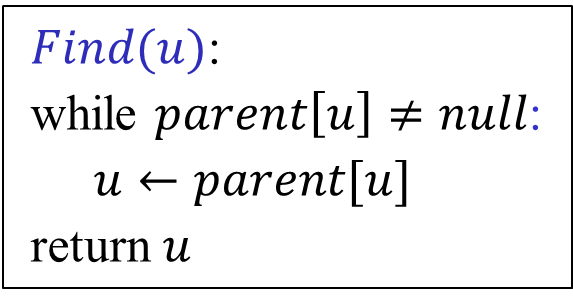 Find(u):
while parent[u] ≠ null:
u ← parent[u]
return u